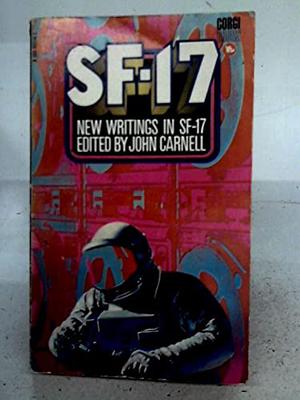 CORGI
SF-17
NEW WRITINGS IN SF-17
EDITED BY JOHN CARNELL